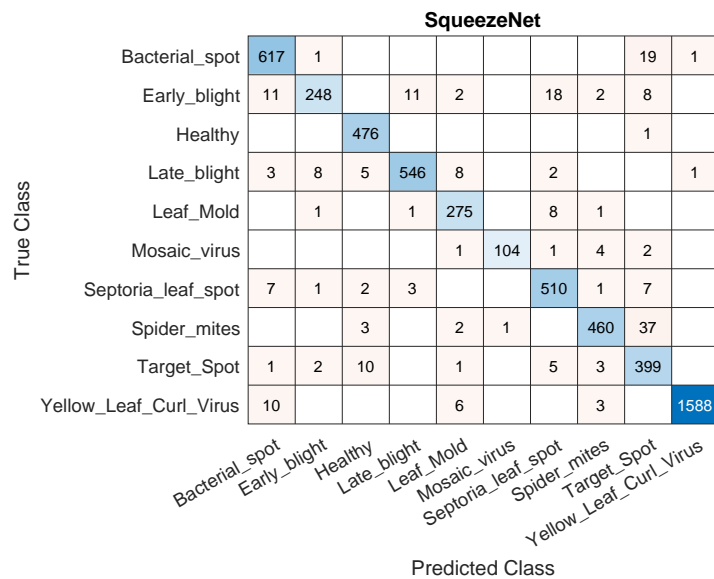 SqueezeNet
Bacterial_spot 617 1 19 1
Early_blight 11 248 11 2 18 2 8
Healthy 476 1
Late_blight 3 8 5 546 8 2 1
Leaf_Mold 1 1 275 8 1
Mosaic_virus 1 104 1 4 2
Septoria_leaf_spot 7 1 2 3 510 1 7
Spider_mites 3 2 1 460 37
Target_Spot 1 2 10 1 5 3 399
Yellow_Leaf_Curl_Virus 10 6 3 1588
True Class
Bacterial_spot
Early_blight
Healthy
Late_blight
Leaf_Mold
Mosaic_virus
Septoria_leaf_spot
Spider_mites
Target_Spot
Yellow_Leaf_Curl_Virus
Predicted Class